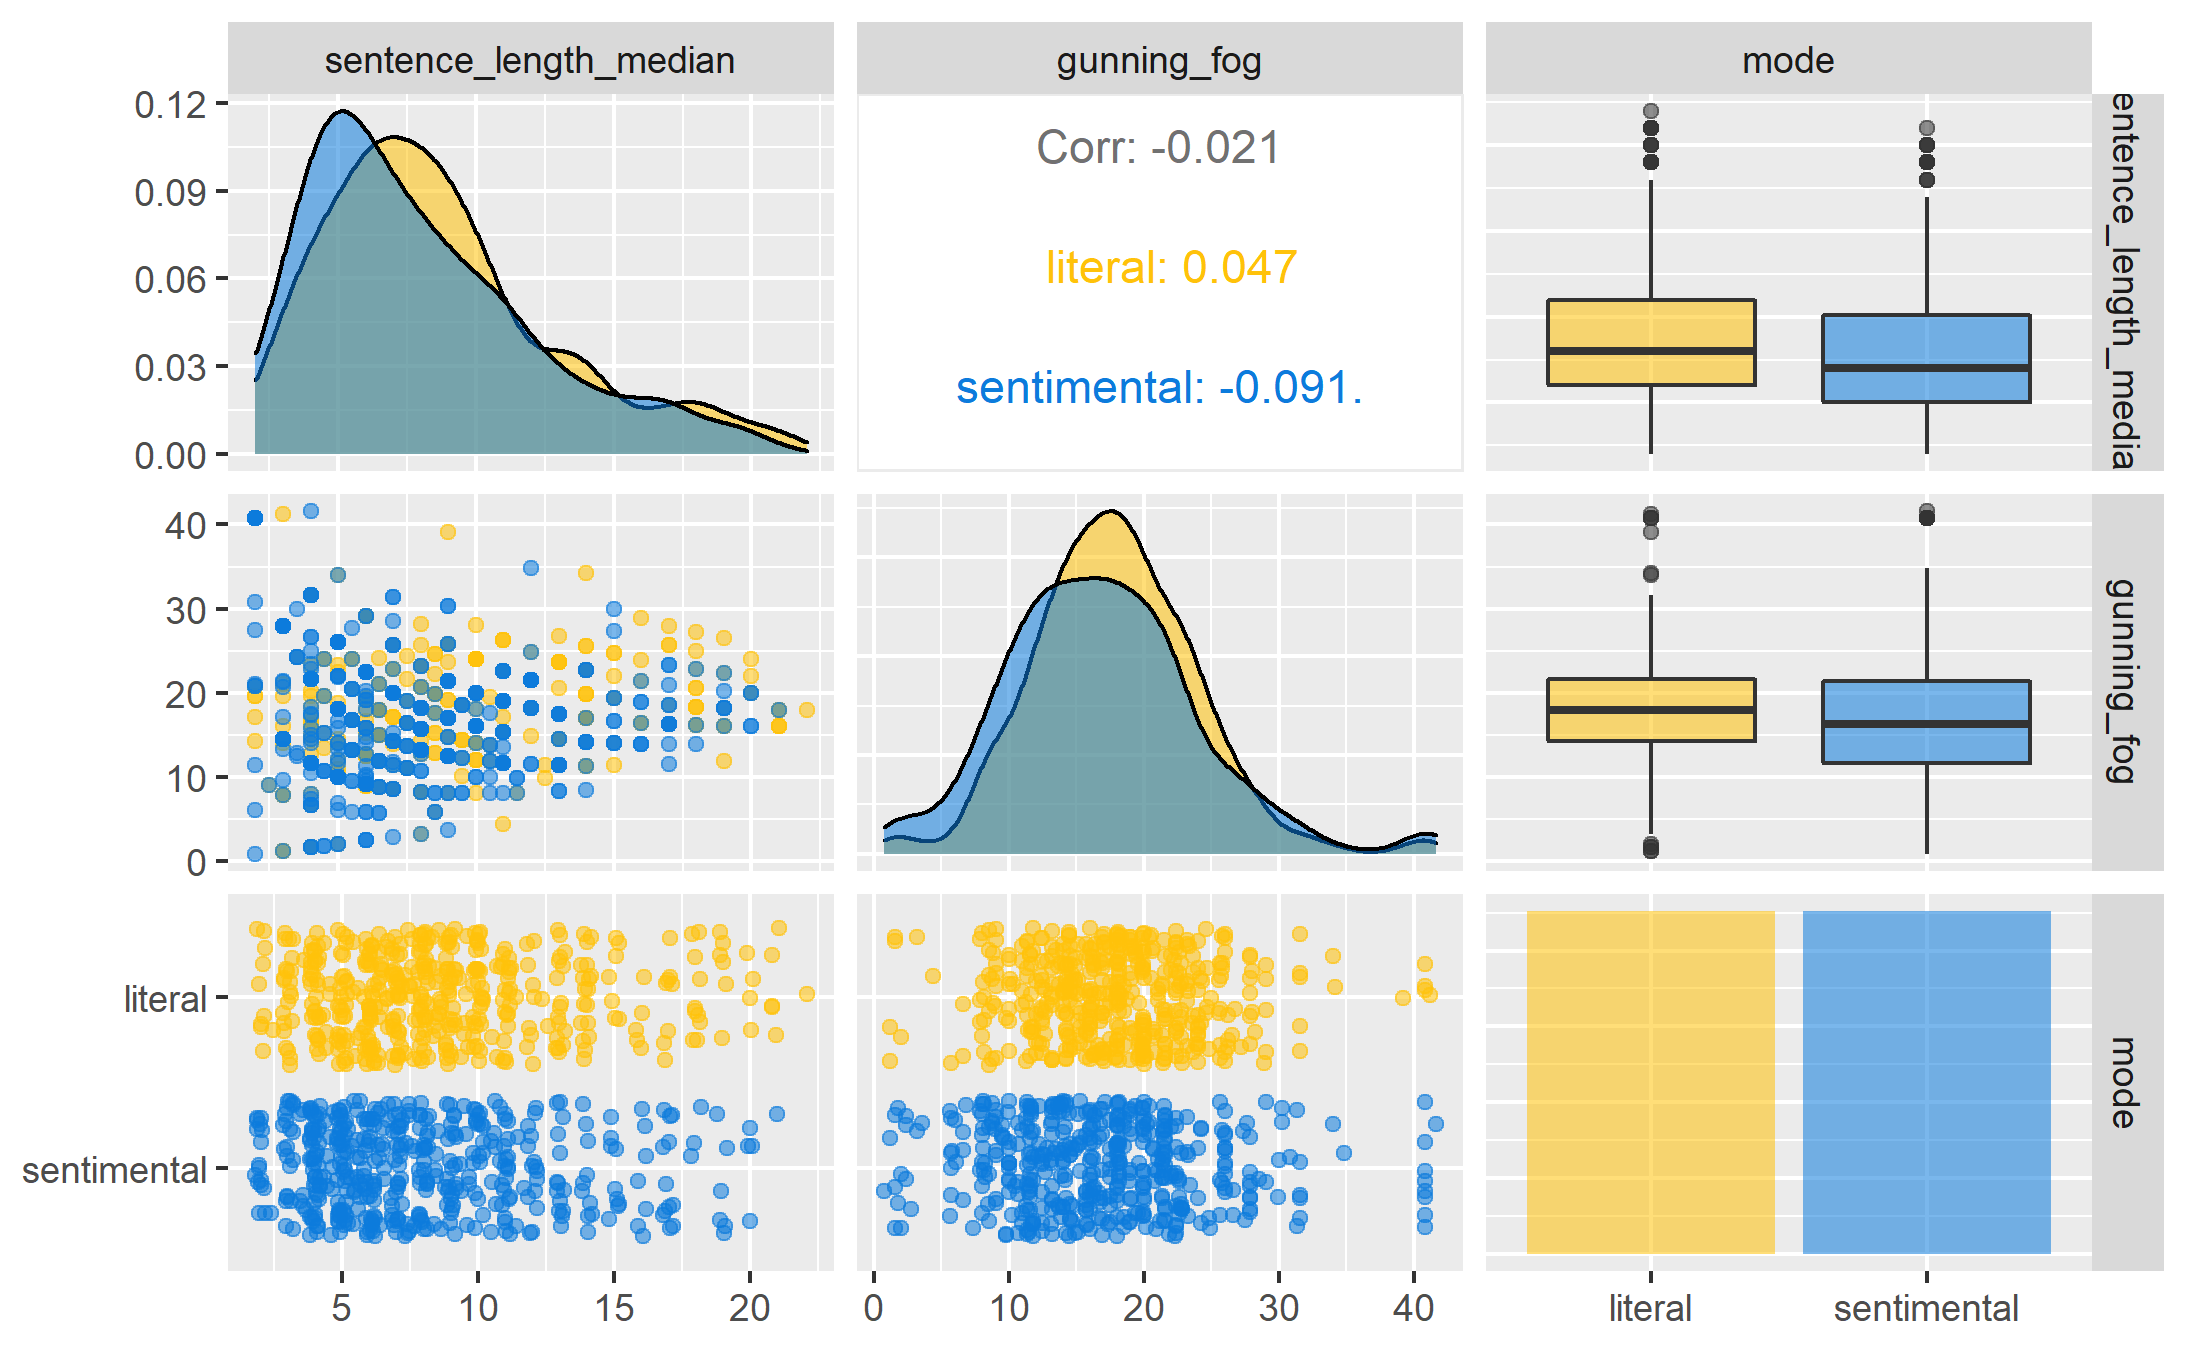 sentence_length_median
gunning_fog
mode
0.12
0.09
0.06
0.03
0.00
Corr: -0.021
literal: 0.047
sentimental: -0.091.
entence_length_media
40
30
20
10
0
gunning_fog
literal
sentimental
mode
5 10 15 20
0 10 20 30 40
literal sentimental